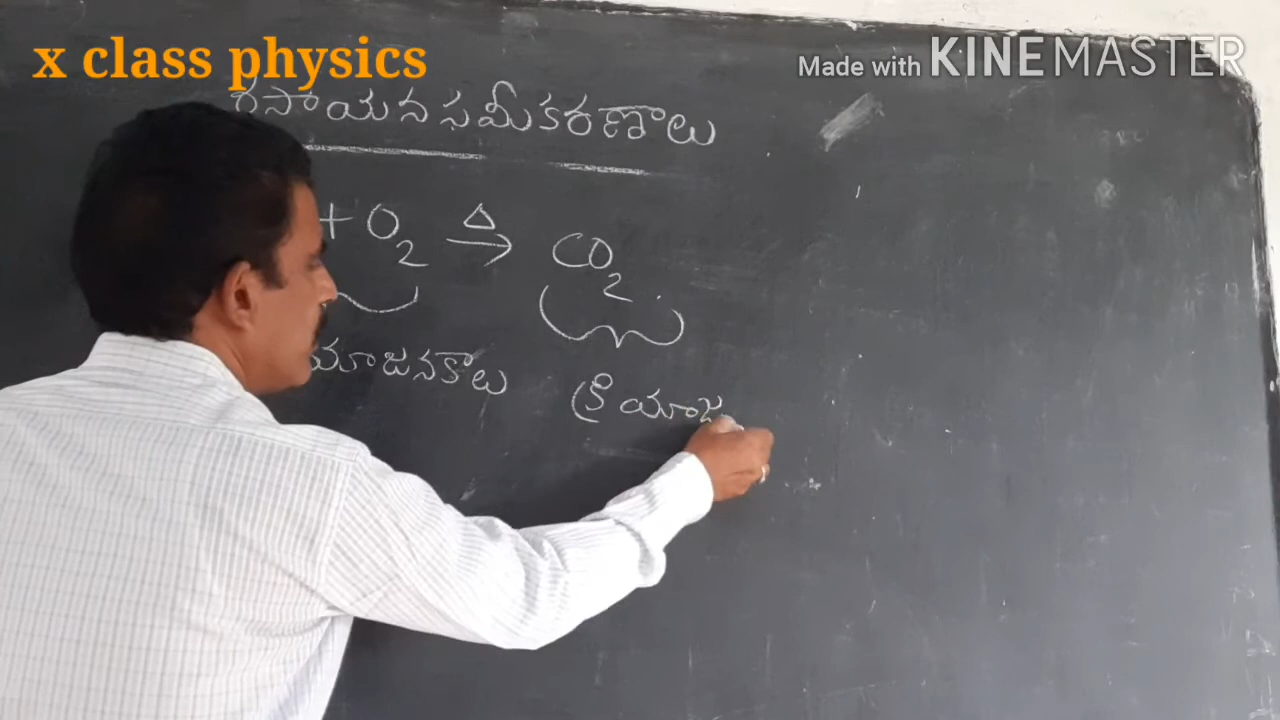 x class physics
Made with KINEMASTER
రసాయన సమీకరణాలు
+ O₂ →^Δ CO₂
యాజనకాలు క్రియాజ